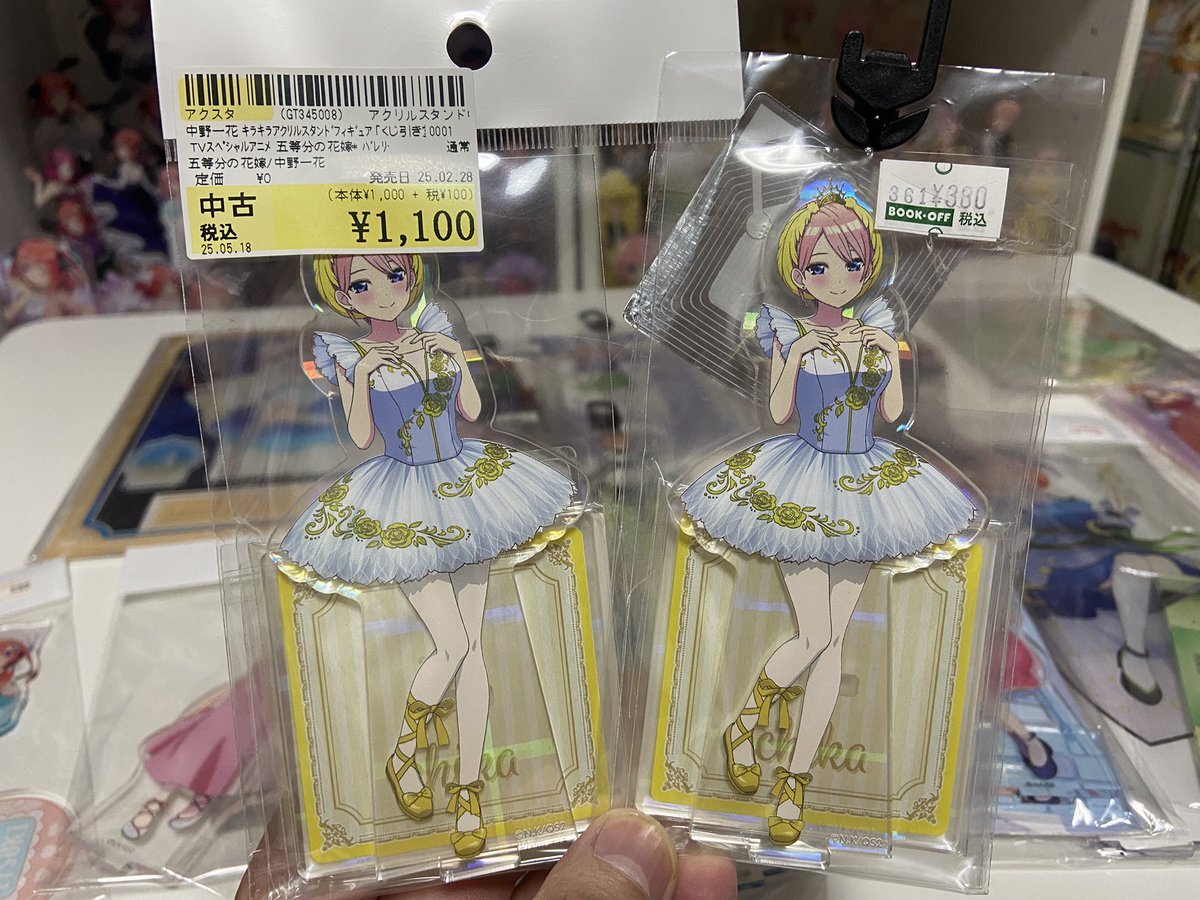 アクスタ (GT345008) アクリルスタンド
中野一花 キラキラアクリルスタンドフィギュア「くじ引き」0001
TVスペシャルアニメ 五等分の花嫁* バレリ 通常
五等分の花嫁/中野一花
定価 ¥0 発売日 25.02.28
中古 (本体¥1,000 + 税¥100)
税込 ¥1,100
25.05.18
361 ¥380
BOOK・OFF 税込
©N.K/QS2
©N.K/QS2